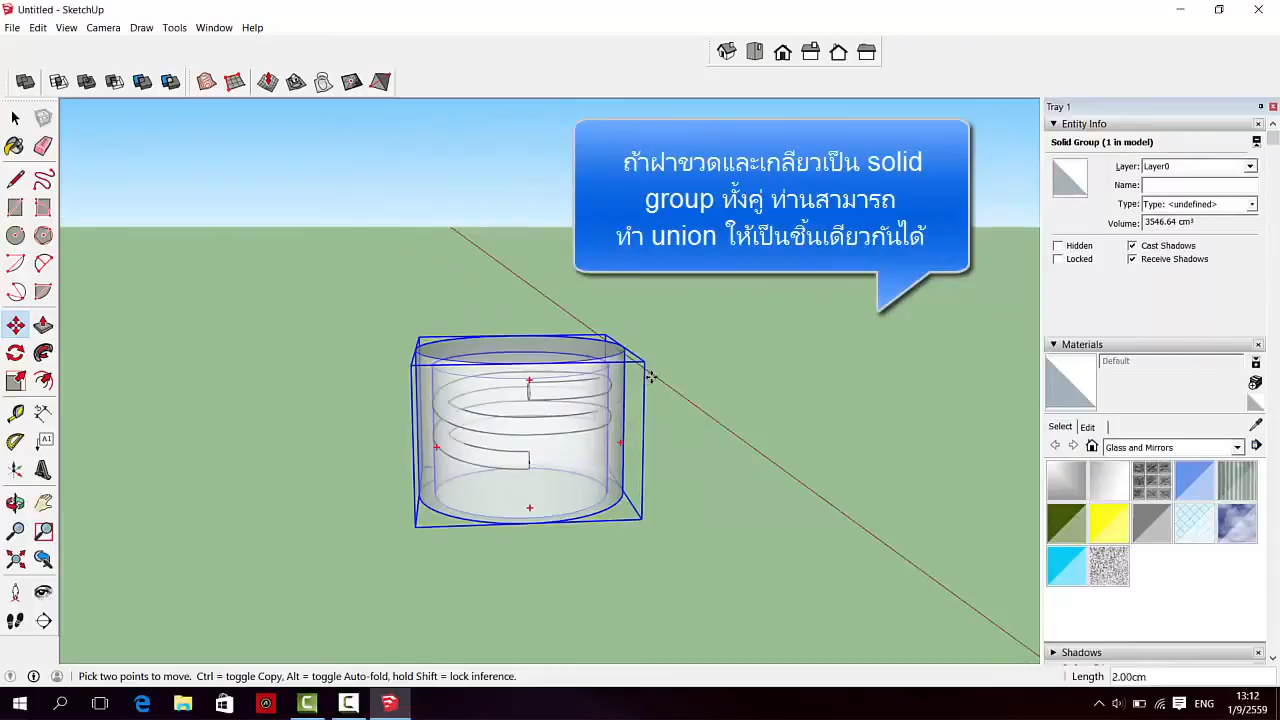 Untitled - SketchUp
File Edit View Camera Draw Tools Window Help
Tray 1
Entity Info
Solid Group (1 in model)
Layer: Layer0
Name:
Type: Type: <undefined>
Volume: 3546.64 cm³
Hidden Cast Shadows
Locked Receive Shadows
ถ้าฝาขวดและเกลียวเป็น solid
group ทั้งคู่ ท่านสามารถ
ทำ union ให้เป็นชิ้นเดียวกันได้
Materials
Default
Select Edit
Glass and Mirrors
Shadows
Pick two points to move. Ctrl = toggle Copy, Alt = toggle Auto-fold, hold Shift = lock inference.
Length 2.00cm
ENG
13:12
1/9/2559